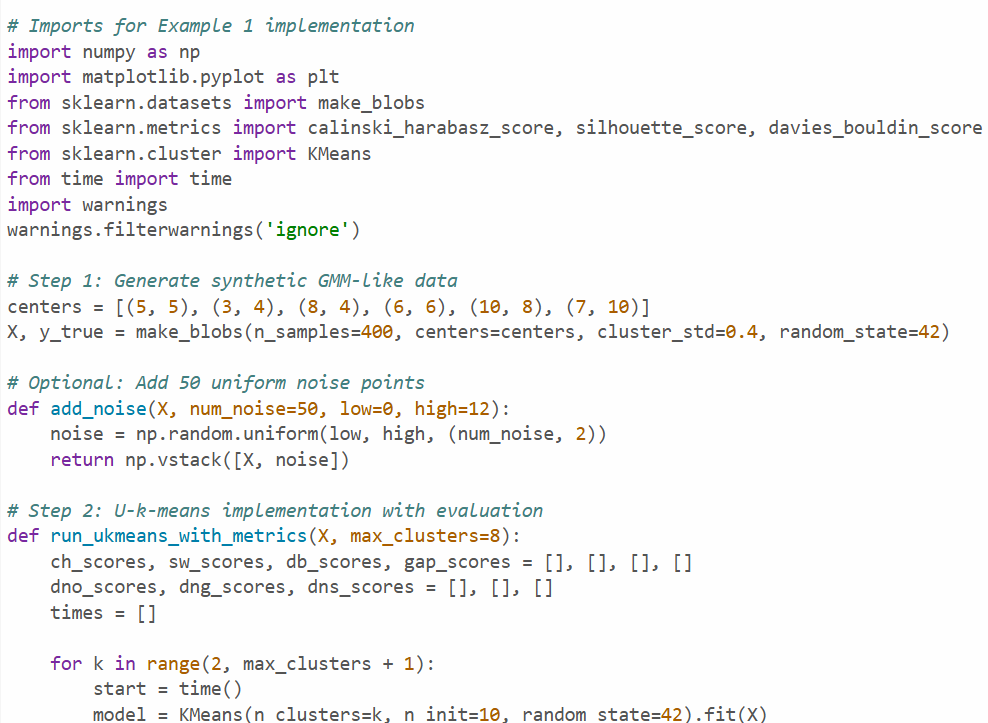 # Imports for Example 1 implementation
import numpy as np
import matplotlib.pyplot as plt
from sklearn.datasets import make_blobs
from sklearn.metrics import calinski_harabasz_score, silhouette_score, davies_bouldin_score
from sklearn.cluster import KMeans
from time import time
import warnings
warnings.filterwarnings('ignore')

# Step 1: Generate synthetic GMM-like data
centers = [(5, 5), (3, 4), (8, 4), (6, 6), (10, 8), (7, 10)]
X, y_true = make_blobs(n_samples=400, centers=centers, cluster_std=0.4, random_state=42)

# Optional: Add 50 uniform noise points
def add_noise(X, num_noise=50, low=0, high=12):
    noise = np.random.uniform(low, high, (num_noise, 2))
    return np.vstack([X, noise])

# Step 2: U-k-means implementation with evaluation
def run_ukmeans_with_metrics(X, max_clusters=8):
    ch_scores, sw_scores, db_scores, gap_scores = [], [], [], []
    dno_scores, dng_scores, dns_scores = [], [], []
    times = []

    for k in range(2, max_clusters + 1):
        start = time()
        model = KMeans(n_clusters=k, n_init=10, random_state=42).fit(X)